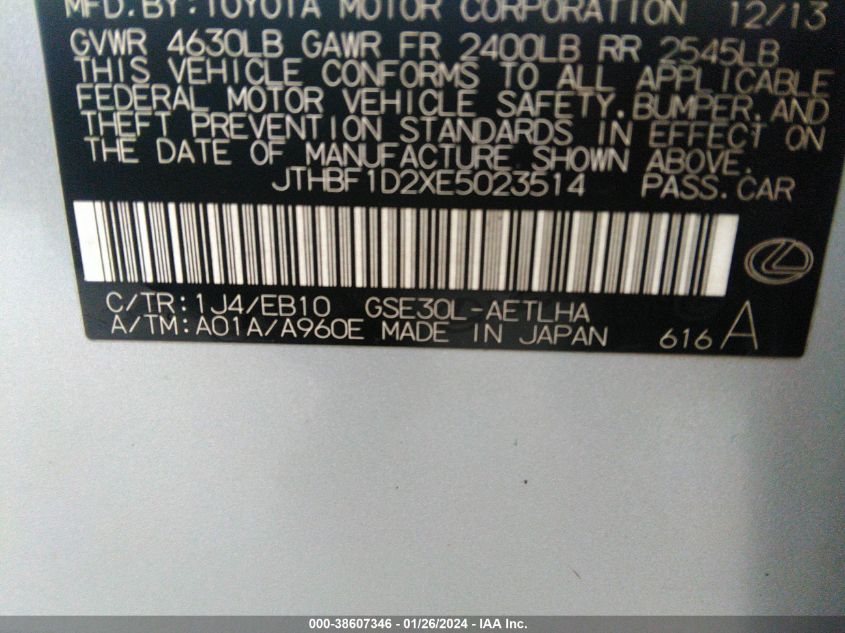 MFD.BY:TOYOTA MOTOR CORPORATION 12/13
GVWR 4630LB GAWR FR 2400LB RR 2545LB
THIS VEHICLE CONFORMS TO ALL APPLICABLE
FEDERAL MOTOR VEHICLE SAFETY,BUMPER,AND
THEFT PREVENTION STANDARDS IN EFFECT ON
THE DATE OF MANUFACTURE SHOWN ABOVE.
JTHBF1D2XE5023514 PASS.CAR
C/TR:1J4/EB10 GSE30L-AETLHA
A/TM:A01A/A960E MADE IN JAPAN 616A
000-38607346 - 01/26/2024 - IAA Inc.